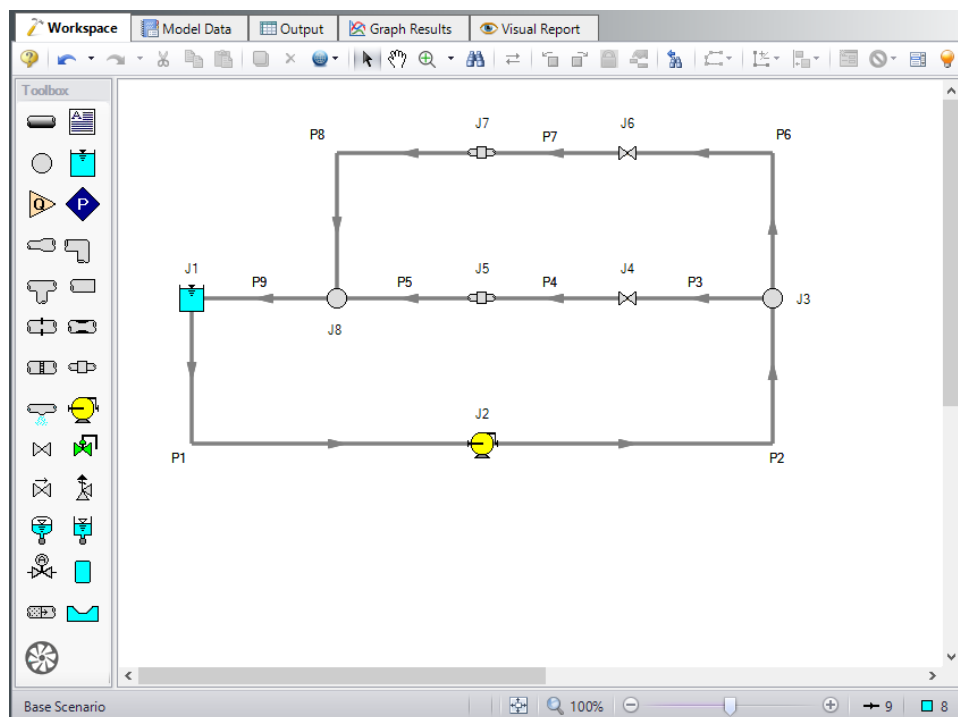 Workspace Model Data Output Graph Results Visual Report
Toolbox
A
Q P
J7 J6
P8 P7 P6
J1 J5 J4
P9 P5 P4 P3
J3
J8
J2
P1 P2
Base Scenario 100% 9 8